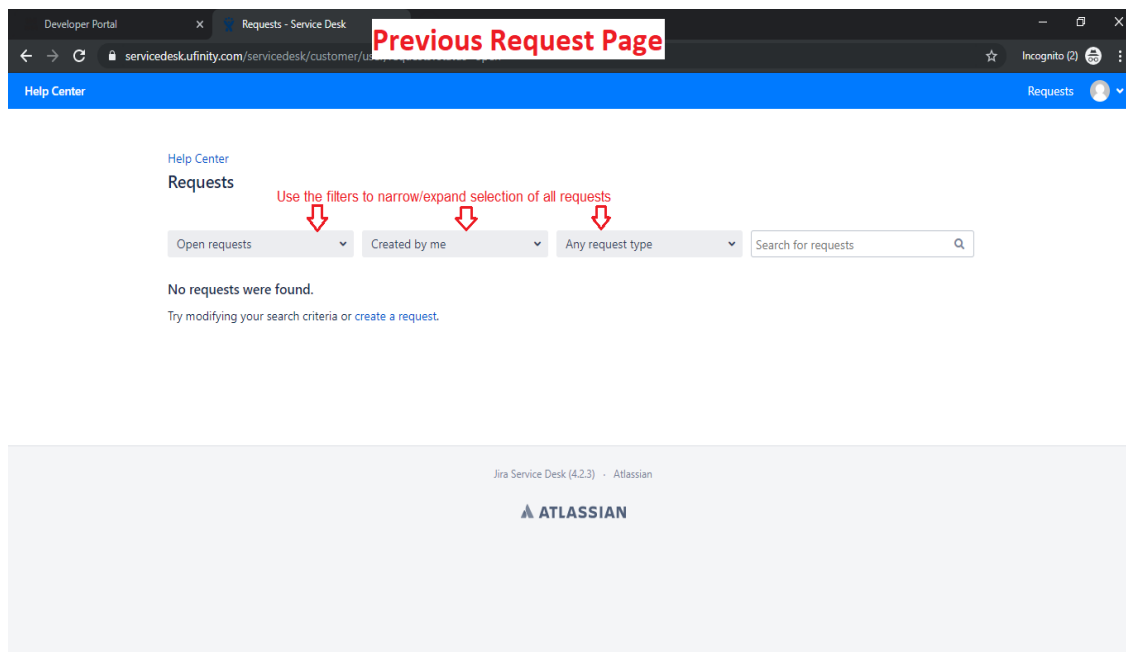 Developer Portal
Requests - Service Desk
Previous Request Page
servicedesk.ufinity.com/servicedesk/customer/
Incognito (2)
Help Center
Requests
Help Center
Requests
Use the filters to narrow/expand selection of all requests
Open requests
Created by me
Any request type
Search for requests
No requests were found.
Try modifying your search criteria or create a request.
Jira Service Desk (4.2.3) · Atlassian
ATLASSIAN